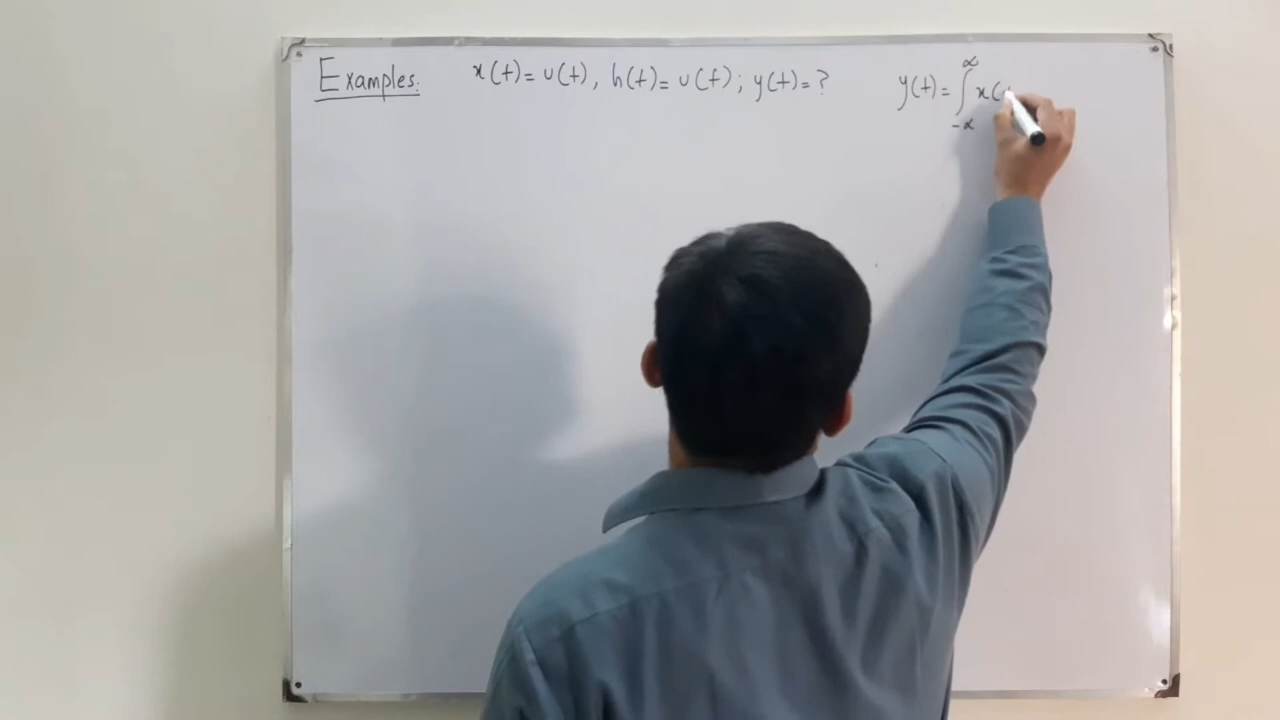 Examples: x(t)= u(t), h(t)= u(t); y(t)= ? y(t)= ∫_{-∞}^{∞} x(